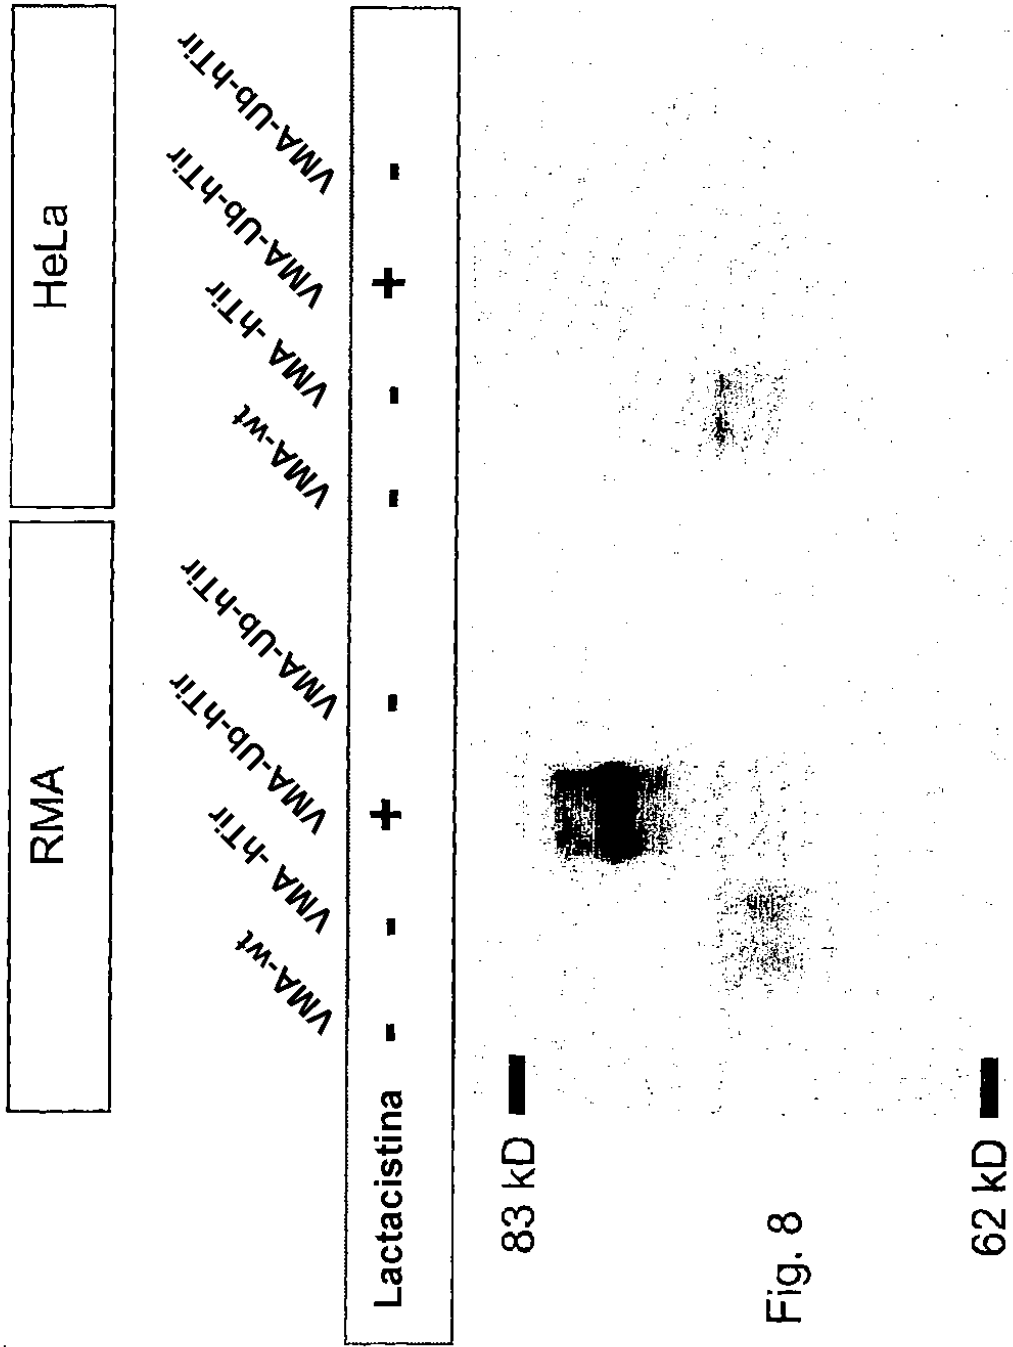 RMA HeLa
VMA-wt VMA -hTir VMA-Ub-hTir VMA-Ub-hTir VMA-wt VMA -hTir VMA-Ub-hTir VMA-Ub-hTir
Lactacistina - - + - - - + -
83 kD
Fig. 8
62 kD